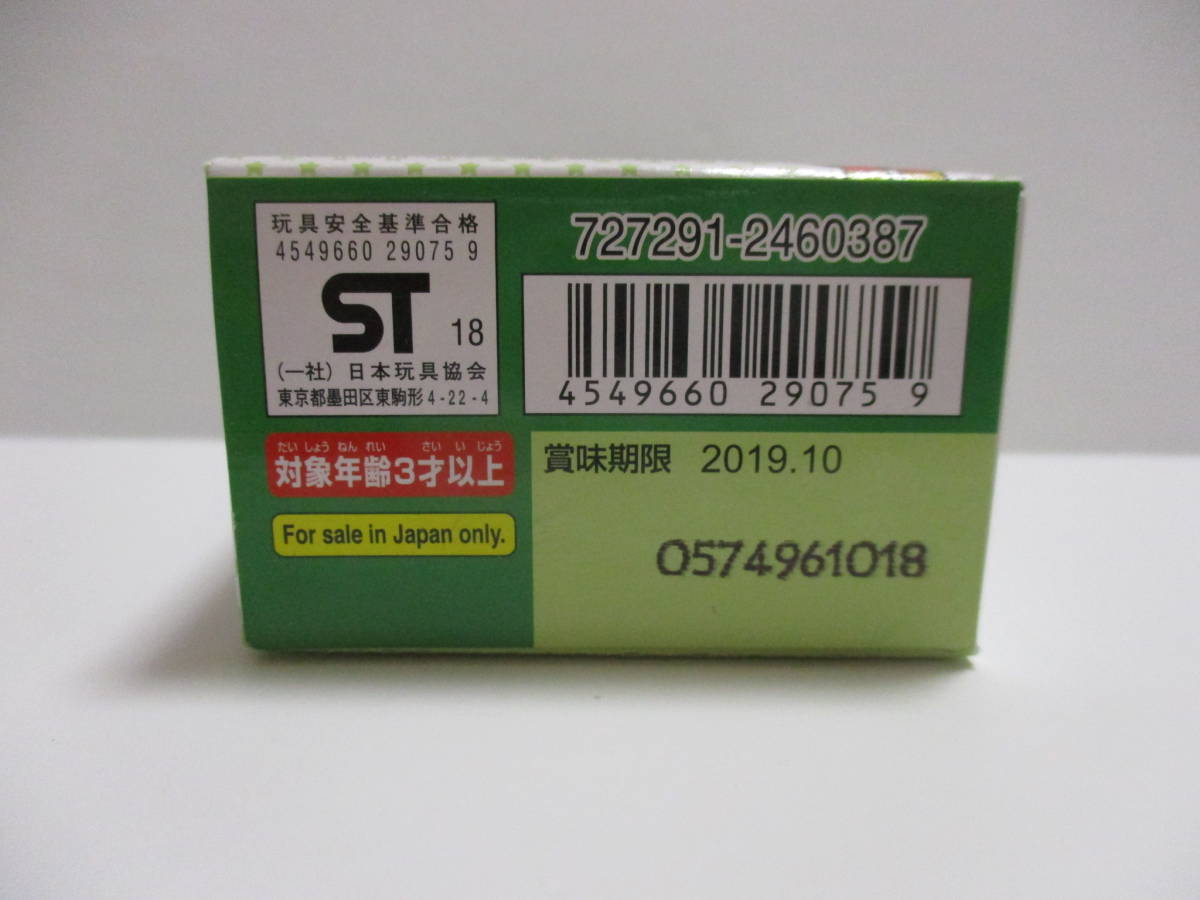 玩具安全基準合格
4549660 29075 9
ST 18
(一社) 日本玩具協会
東京都墨田区東駒形4-22-4
たいしょうねんれい さいいじょう
対象年齢3才以上
For sale in Japan only.
727291-2460387
4549660 29075 9
賞味期限 2019.10
0574961018